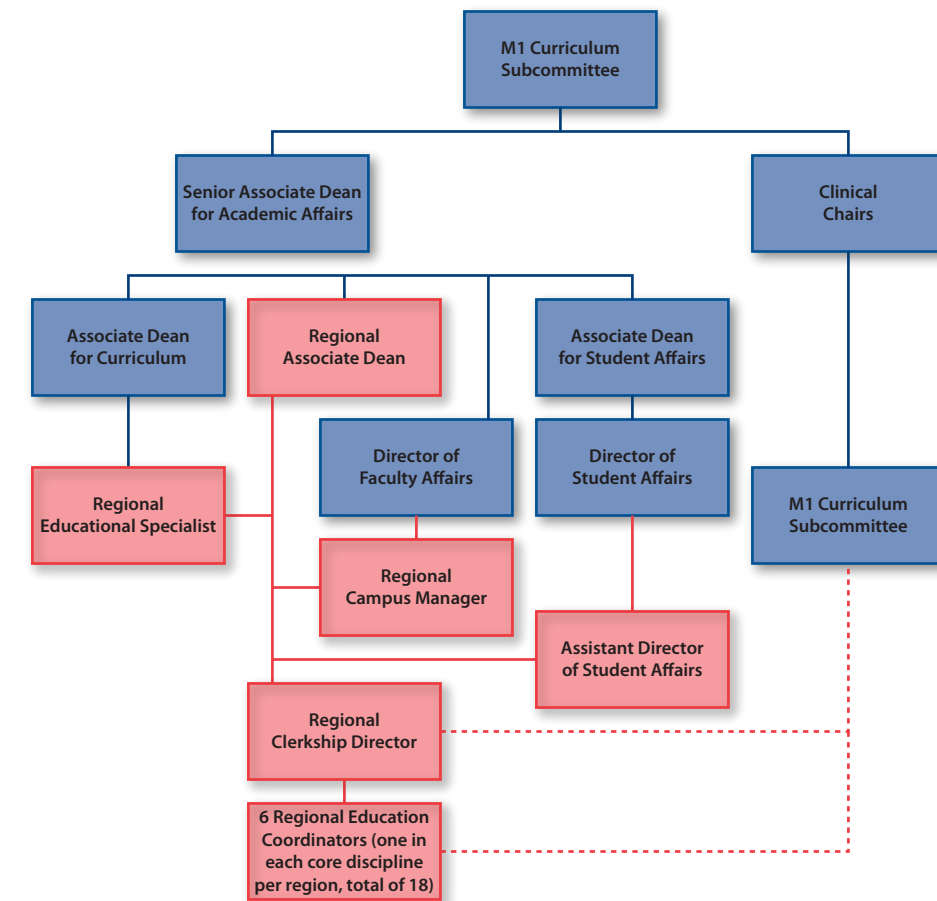 M1 Curriculum
Subcommittee
Senior Associate Dean
for Academic Affairs
Clinical
Chairs
Associate Dean
for Curriculum
Regional
Associate Dean
Associate Dean
for Student Affairs
Director of
Faculty Affairs
Director of
Student Affairs
Regional
Educational Specialist
M1 Curriculum
Subcommittee
Regional
Campus Manager
Assistant Director
of Student Affairs
Regional
Clerkship Director
6 Regional Education
Coordinators (one in
each core discipline
per region, total of 18)